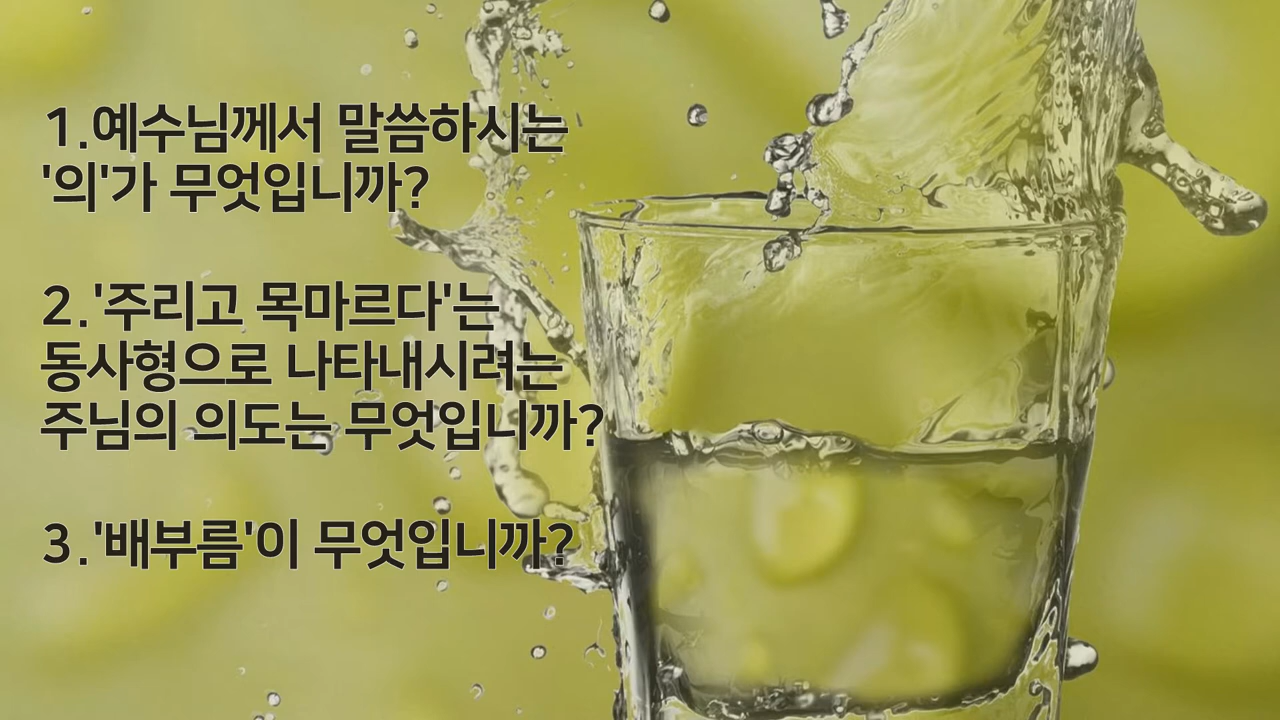 1.예수님께서 말씀하시는
'의'가 무엇입니까?
2.'주리고 목마르다'는
동사형으로 나타내시려는
주님의 의도는 무엇입니까?
3.'배부름'이 무엇입니까?